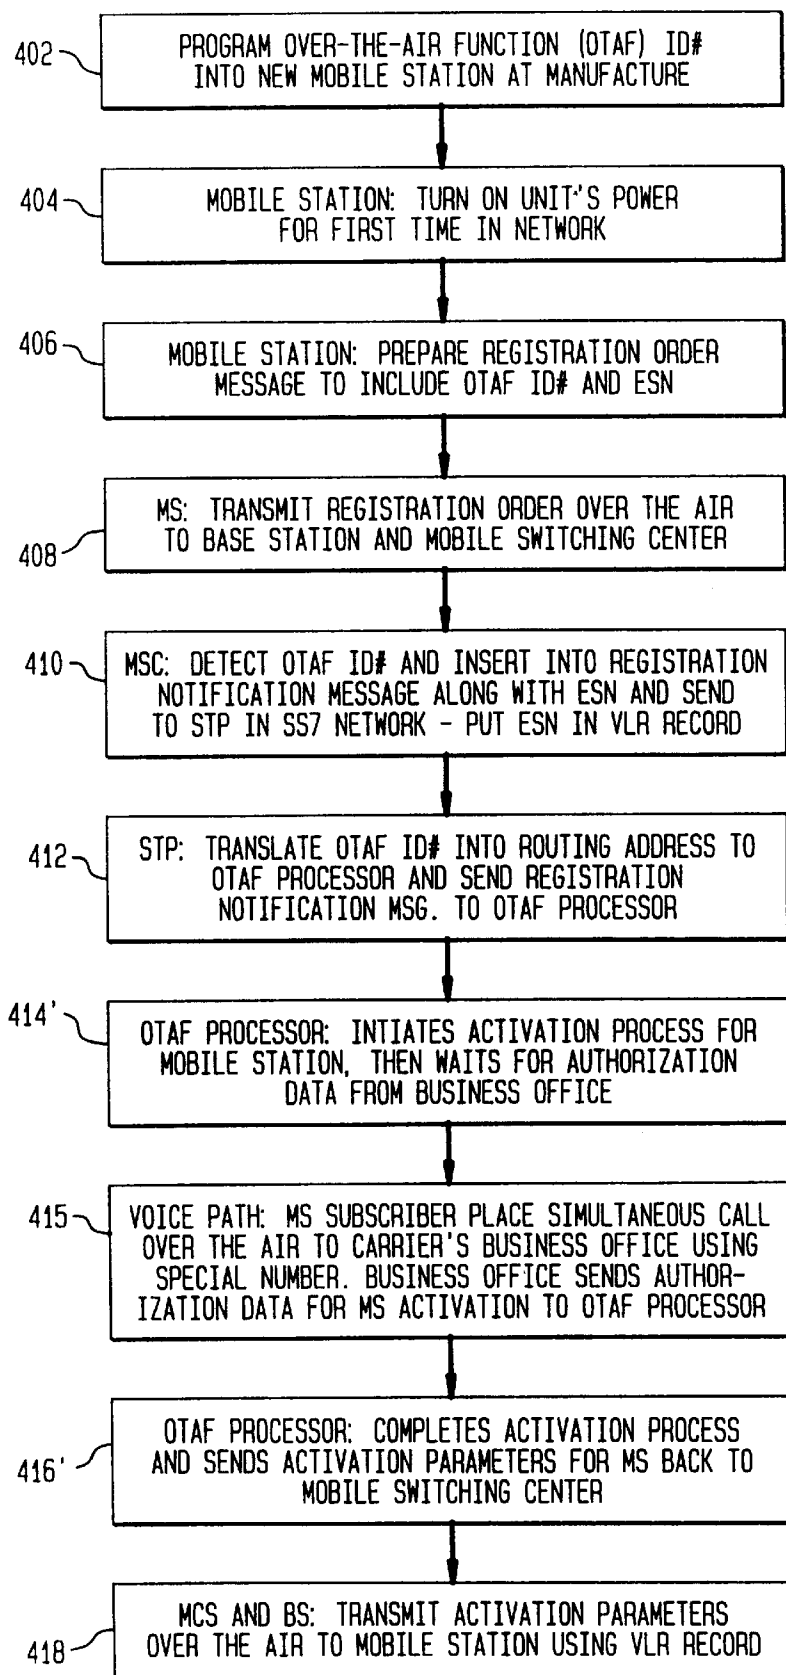 402
PROGRAM OVER-THE-AIR FUNCTION (OTAF) ID#
INTO NEW MOBILE STATION AT MANUFACTURE
404
MOBILE STATION: TURN ON UNIT'S POWER
FOR FIRST TIME IN NETWORK
406
MOBILE STATION: PREPARE REGISTRATION ORDER
MESSAGE TO INCLUDE OTAF ID# AND ESN
408
MS: TRANSMIT REGISTRATION ORDER OVER THE AIR
TO BASE STATION AND MOBILE SWITCHING CENTER
410
MSC: DETECT OTAF ID# AND INSERT INTO REGISTRATION
NOTIFICATION MESSAGE ALONG WITH ESN AND SEND
TO STP IN SS7 NETWORK - PUT ESN IN VLR RECORD
412
STP: TRANSLATE OTAF ID# INTO ROUTING ADDRESS TO
OTAF PROCESSOR AND SEND REGISTRATION
NOTIFICATION MSG. TO OTAF PROCESSOR
414'
OTAF PROCESSOR: INTIATES ACTIVATION PROCESS FOR
MOBILE STATION, THEN WAITS FOR AUTHORIZATION
DATA FROM BUSINESS OFFICE
415
VOICE PATH: MS SUBSCRIBER PLACE SIMULTANEOUS CALL
OVER THE AIR TO CARRIER'S BUSINESS OFFICE USING
SPECIAL NUMBER. BUSINESS OFFICE SENDS AUTHOR-
IZATION DATA FOR MS ACTIVATION TO OTAF PROCESSOR
416'
OTAF PROCESSOR: COMPLETES ACTIVATION PROCESS
AND SENDS ACTIVATION PARAMETERS FOR MS BACK TO
MOBILE SWITCHING CENTER
418
MCS AND BS: TRANSMIT ACTIVATION PARAMETERS
OVER THE AIR TO MOBILE STATION USING VLR RECORD